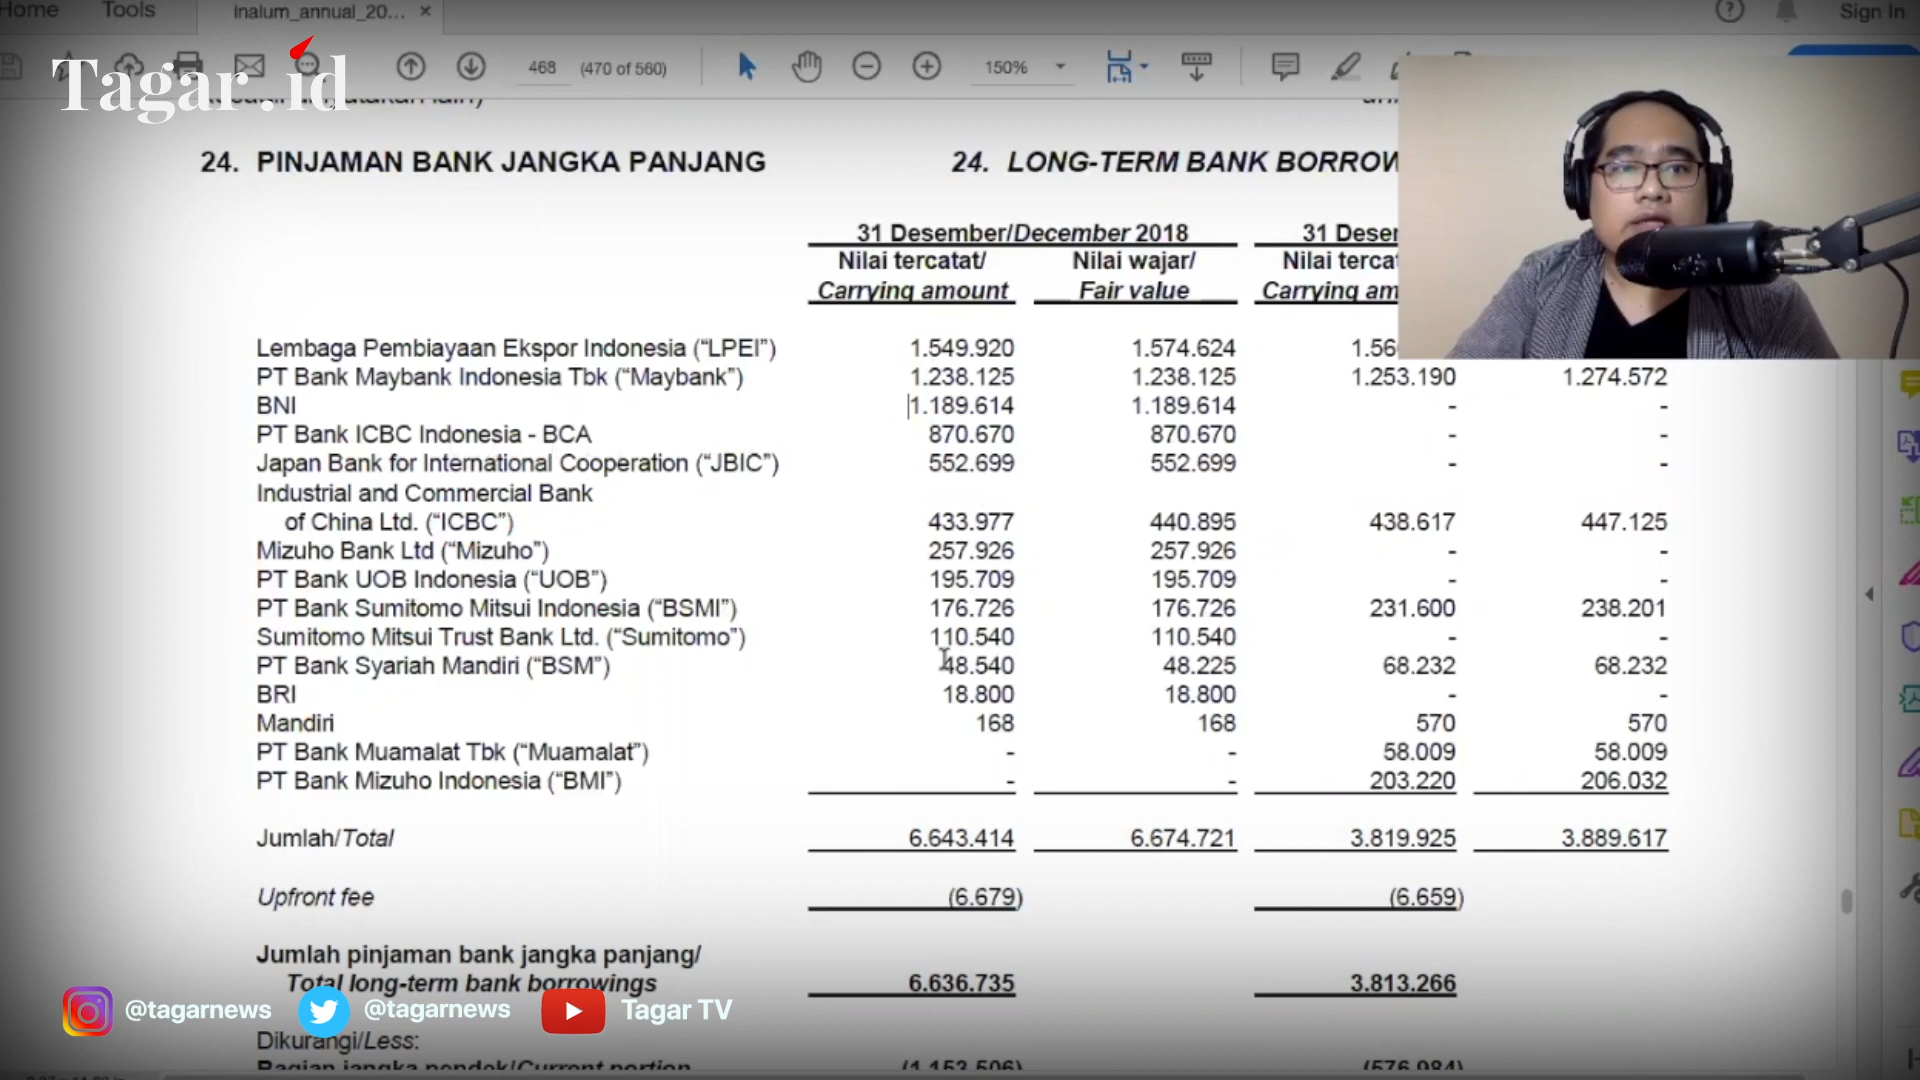 Home Tools inalum_annual_20... × Sign In
Tagar.id
468 (470 of 560) 150%
24. PINJAMAN BANK JANGKA PANJANG 24. LONG-TERM BANK BORROW
31 Desember/December 2018 31 Deser
Nilai tercatat/ Nilai wajar/ Nilai tercat
Carrying amount Fair value Carrying am
Lembaga Pembiayaan Ekspor Indonesia (“LPEI”) 1.549.920 1.574.624 1.56
PT Bank Maybank Indonesia Tbk (“Maybank”) 1.238.125 1.238.125 1.253.190 1.274.572
BNI 1.189.614 1.189.614 - -
PT Bank ICBC Indonesia - BCA 870.670 870.670 - -
Japan Bank for International Cooperation (“JBIC”) 552.699 552.699 - -
Industrial and Commercial Bank
of China Ltd. (“ICBC”) 433.977 440.895 438.617 447.125
Mizuho Bank Ltd (“Mizuho”) 257.926 257.926 - -
PT Bank UOB Indonesia (“UOB”) 195.709 195.709 - -
PT Bank Sumitomo Mitsui Indonesia (“BSMI”) 176.726 176.726 231.600 238.201
Sumitomo Mitsui Trust Bank Ltd. (“Sumitomo”) 110.540 110.540 - -
PT Bank Syariah Mandiri (“BSM”) 48.540 48.225 68.232 68.232
BRI 18.800 18.800 - -
Mandiri 168 168 570 570
PT Bank Muamalat Tbk (“Muamalat”) - - 58.009 58.009
PT Bank Mizuho Indonesia (“BMI”) - - 203.220 206.032
Jumlah/Total 6.643.414 6.674.721 3.819.925 3.889.617
Upfront fee (6.679) (6.659)
Jumlah pinjaman bank jangka panjang/
Total long-term bank borrowings 6.636.735 3.813.266
@tagarnews @tagarnews Tagar TV
Dikurangi/Less:
Bagian jangka pendek/Current portion (1.153.506) (576.984)